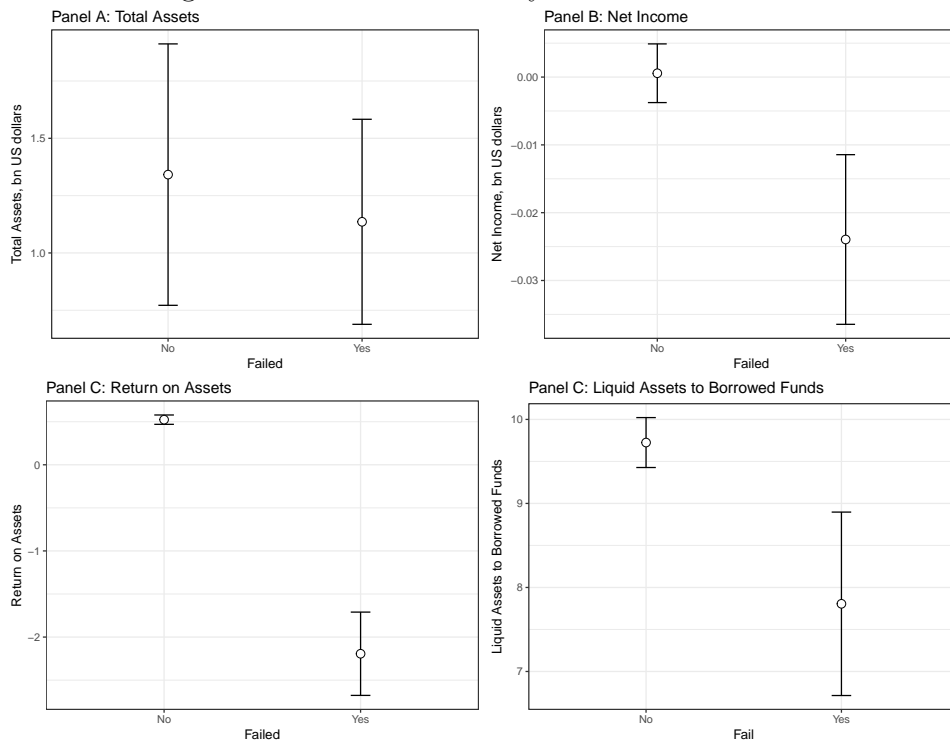 Panel A: Total Assets
Total Assets, bn US dollars
1.5
1.0
No
Yes
Failed
Panel B: Net Income
Net Income, bn US dollars
0.00
−0.01
−0.02
−0.03
No
Yes
Failed
Panel C: Return on Assets
Return on Assets
0
−1
−2
No
Yes
Failed
Panel C: Liquid Assets to Borrowed Funds
Liquid Assets to Borrowed Funds
10
9
8
7
No
Yes
Fail